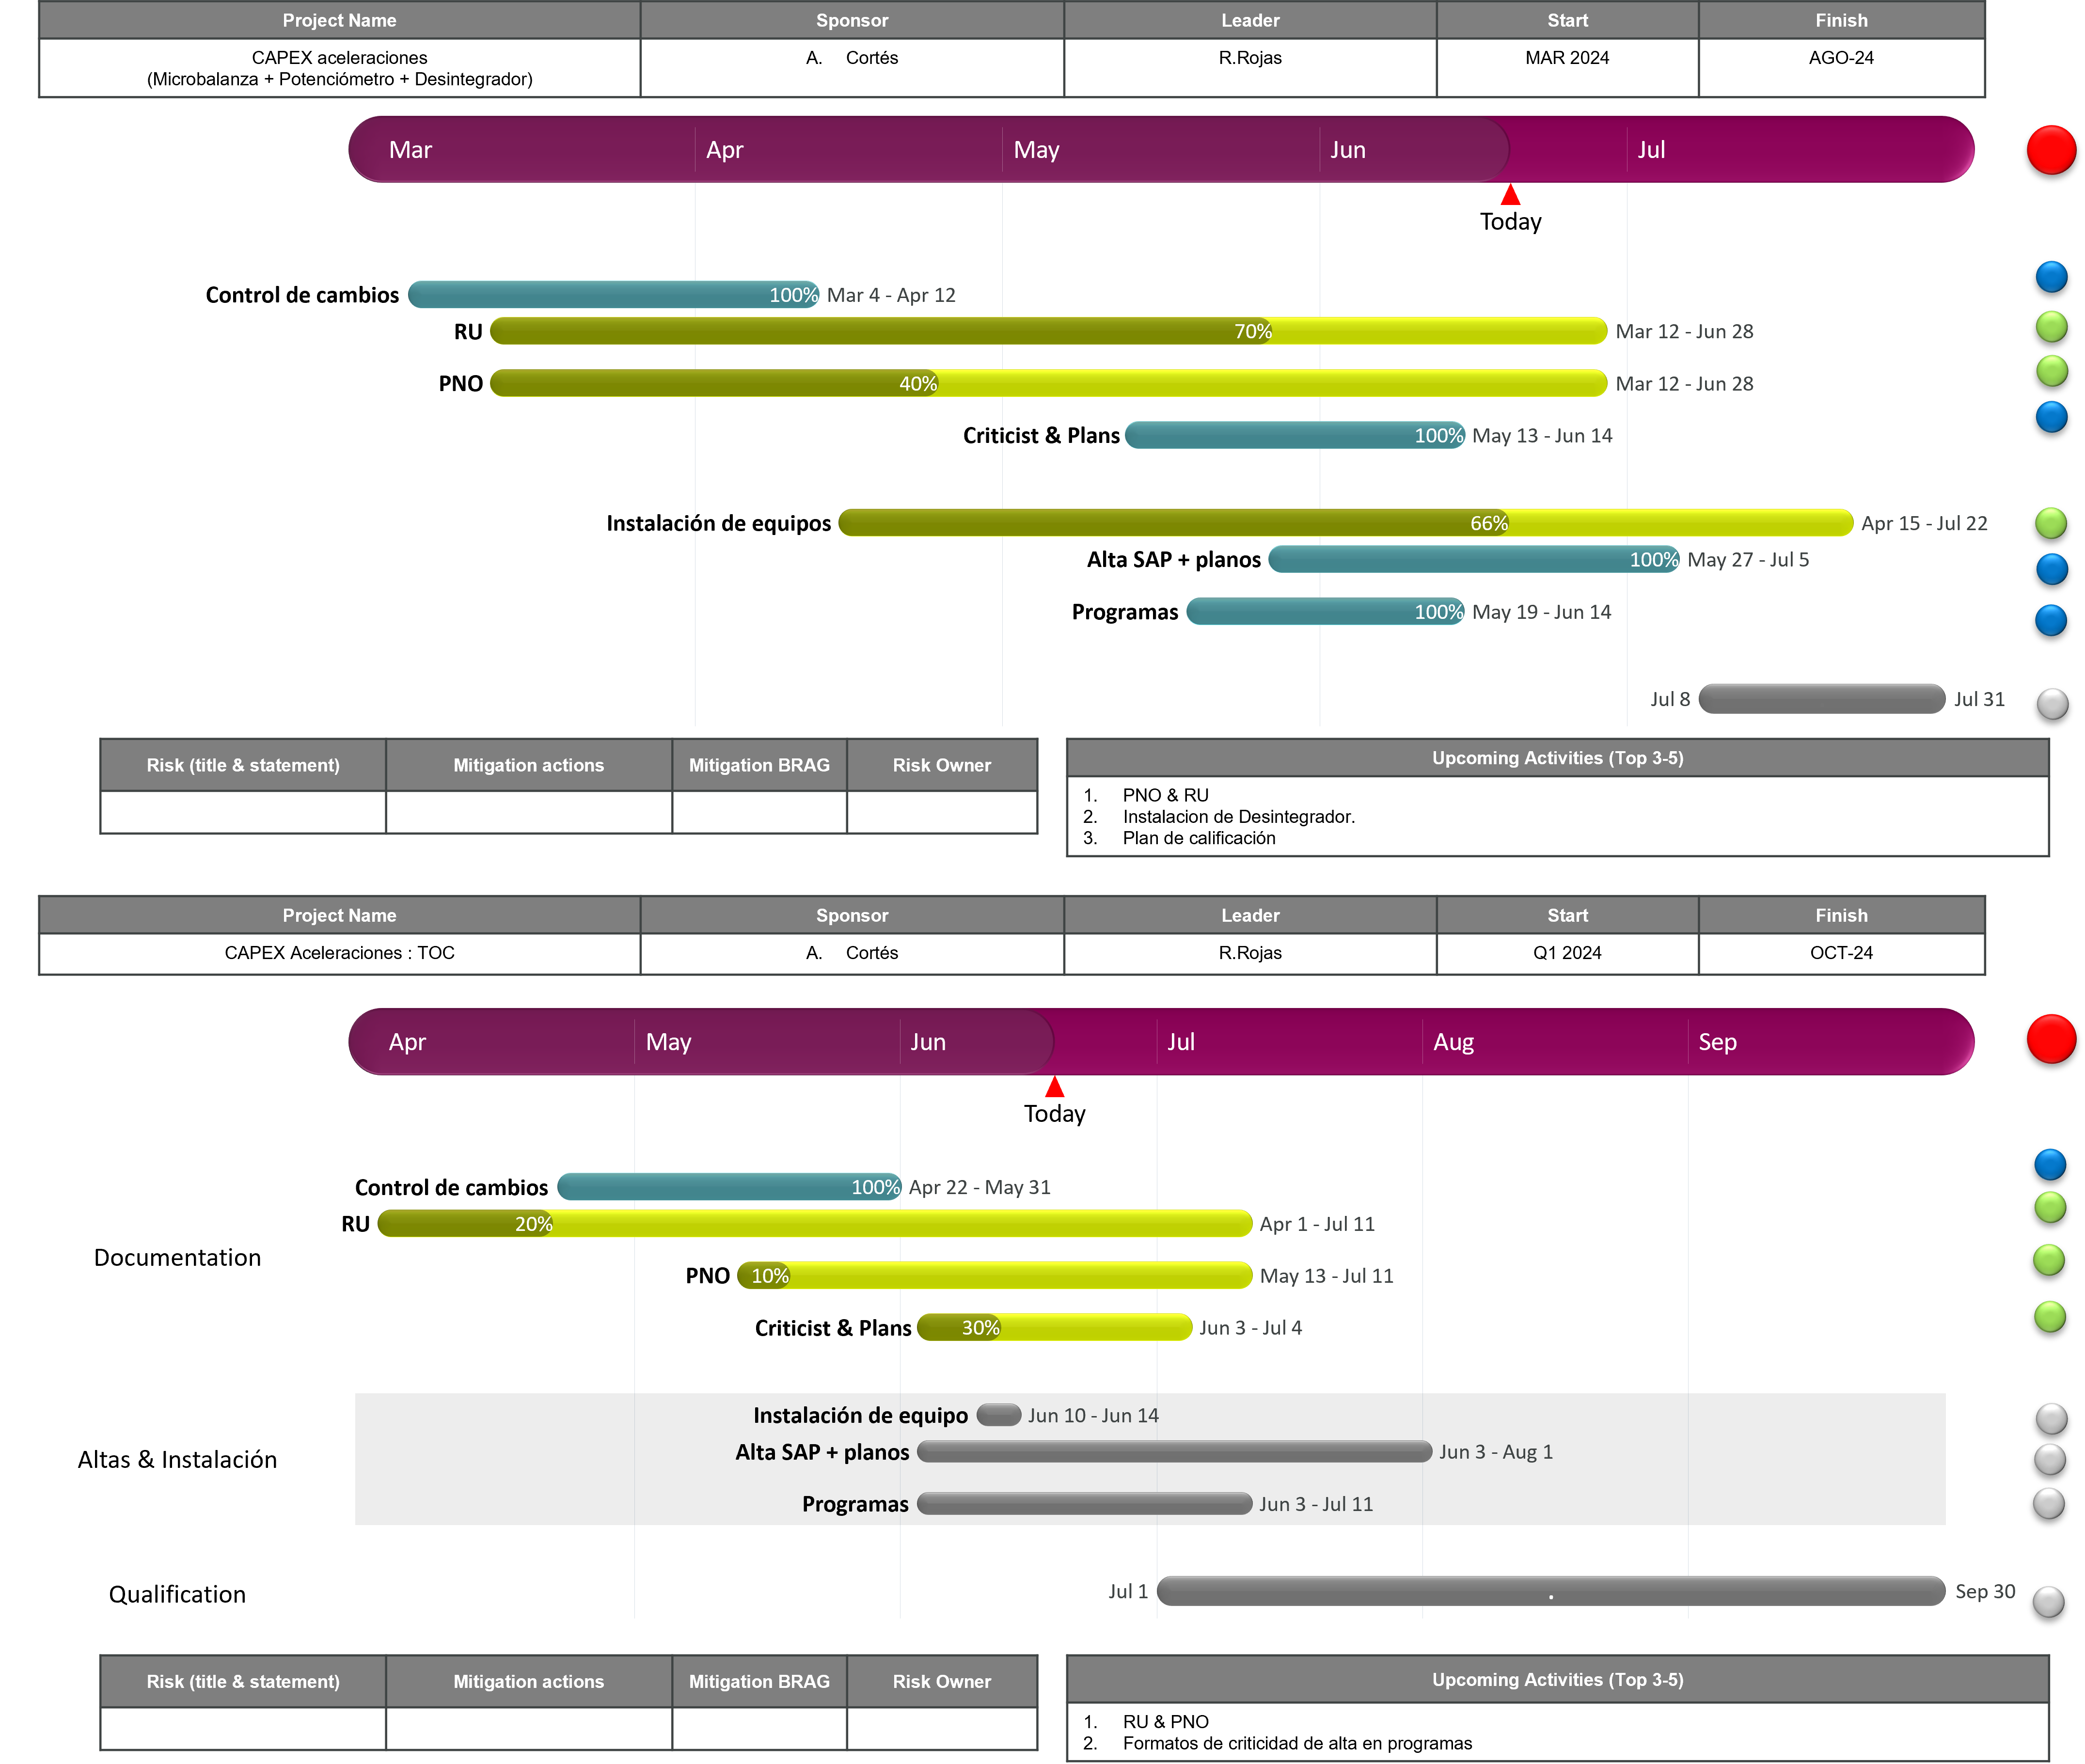 Project Name Sponsor Leader Start Finish
CAPEX aceleraciones A. Cortés R.Rojas MAR 2024 AGO-24
(Microbalanza + Potenciómetro + Desintegrador)
Mar Apr May Jun Jul
Today
Control de cambios 100% Mar 4 - Apr 12
RU 70% Mar 12 - Jun 28
PNO 40% Mar 12 - Jun 28
Criticist & Plans 100% May 13 - Jun 14
Instalación de equipos 66% Apr 15 - Jul 22
Alta SAP + planos 100% May 27 - Jul 5
Programas 100% May 19 - Jun 14
Jul 8 Jul 31
Risk (title & statement) Mitigation actions Mitigation BRAG Risk Owner
Upcoming Activities (Top 3-5)
1. PNO & RU
2. Instalacion de Desintegrador.
3. Plan de calificación
Project Name Sponsor Leader Start Finish
CAPEX Aceleraciones : TOC A. Cortés R.Rojas Q1 2024 OCT-24
Apr May Jun Jul Aug Sep
Today
Documentation
Control de cambios 100% Apr 22 - May 31
RU 20% Apr 1 - Jul 11
PNO 10% May 13 - Jul 11
Criticist & Plans 30% Jun 3 - Jul 4
Altas & Instalación
Instalación de equipo Jun 10 - Jun 14
Alta SAP + planos Jun 3 - Aug 1
Programas Jun 3 - Jul 11
Qualification Jul 1 . Sep 30
Risk (title & statement) Mitigation actions Mitigation BRAG Risk Owner
Upcoming Activities (Top 3-5)
1. RU & PNO
2. Formatos de criticidad de alta en programas